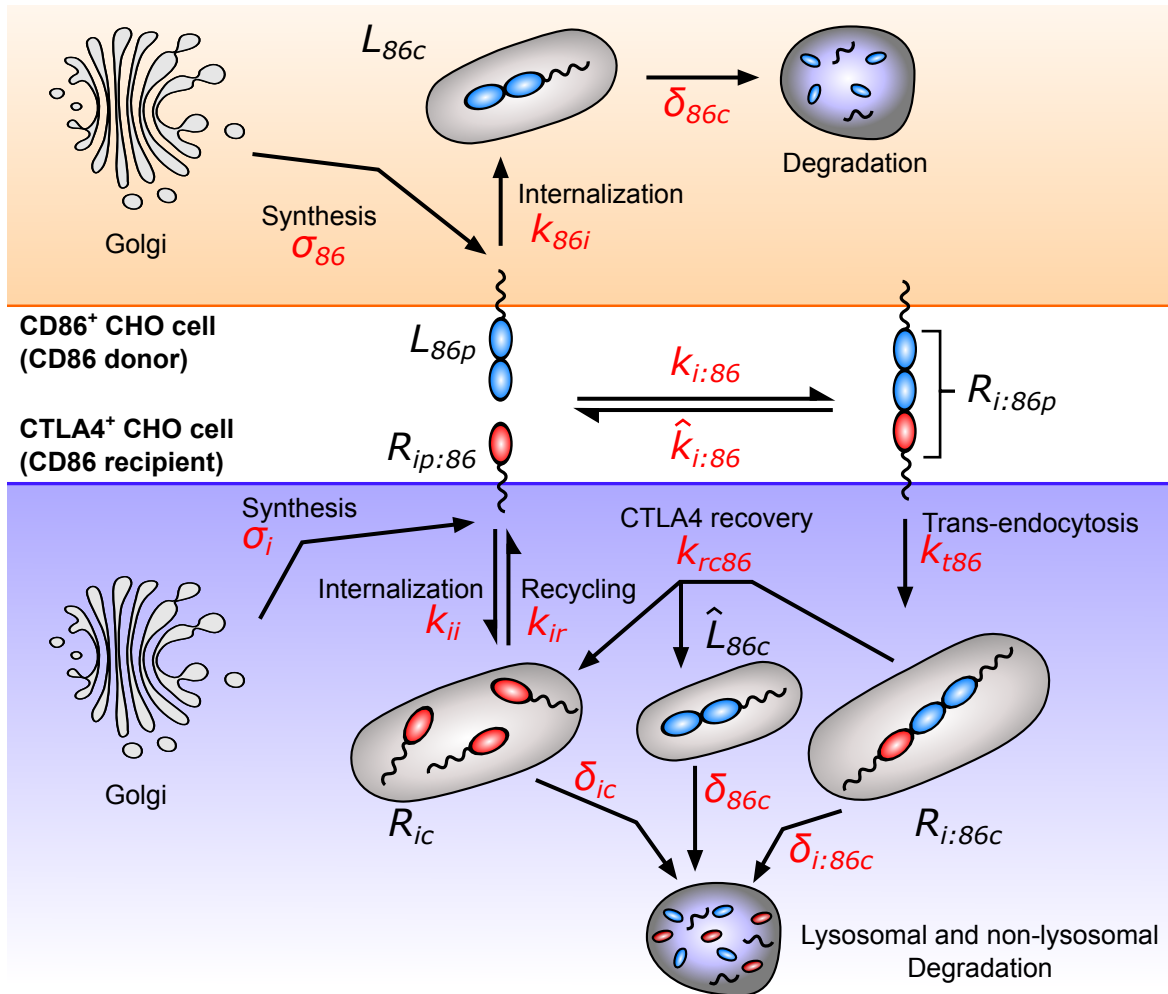 L86c
δ86c
Degradation
Internalization
k86i
Synthesis
σ86
Golgi
CD86+ CHO cell
(CD86 donor)
L86p
ki:86
k̂i:86
Ri:86p
CTLA4+ CHO cell
(CD86 recipient)
Rip:86
Synthesis
σi
CTLA4 recovery
krc86
Trans-endocytosis
kt86
Internalization
kii
Recycling
kir
L̂86c
Golgi
Ric
δic
δ86c
δi:86c
Ri:86c
Lysosomal and non-lysosomal
Degradation